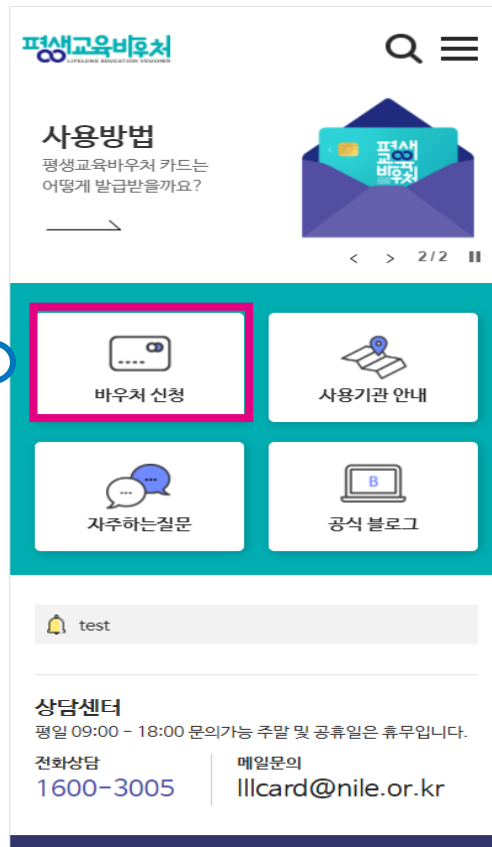 평생교육바우처
LIFELONG EDUCATION VOUCHER
사용방법
평생교육바우처 카드는
어떻게 발급받을까요?
평생
비우처
2/2
바우처 신청
사용기관 안내
자주하는질문
B
공식 블로그
test
상담센터
평일 09:00 - 18:00 문의가능 주말 및 공휴일은 휴무입니다.
전화상담
메일문의
1600-3005
lllcard@nile.or.kr